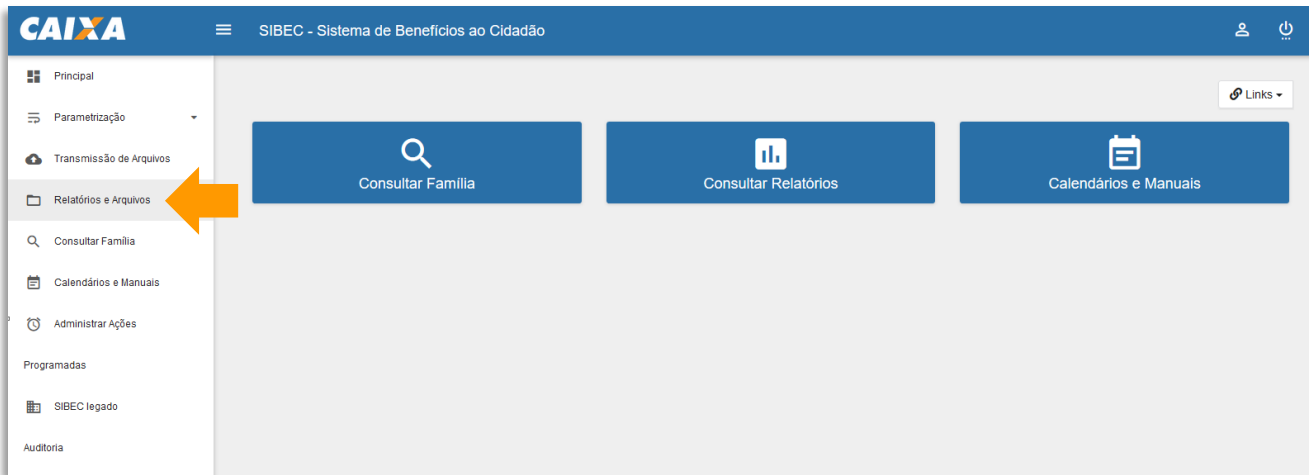 CAIXA
SIBEC - Sistema de Benefícios ao Cidadão
Principal
Parametrização
Transmissão de Arquivos
Relatórios e Arquivos
Consultar Família
Calendários e Manuais
Administrar Ações
Programadas
SIBEC legado
Auditoria
Links
Consultar Família
Consultar Relatórios
Calendários e Manuais